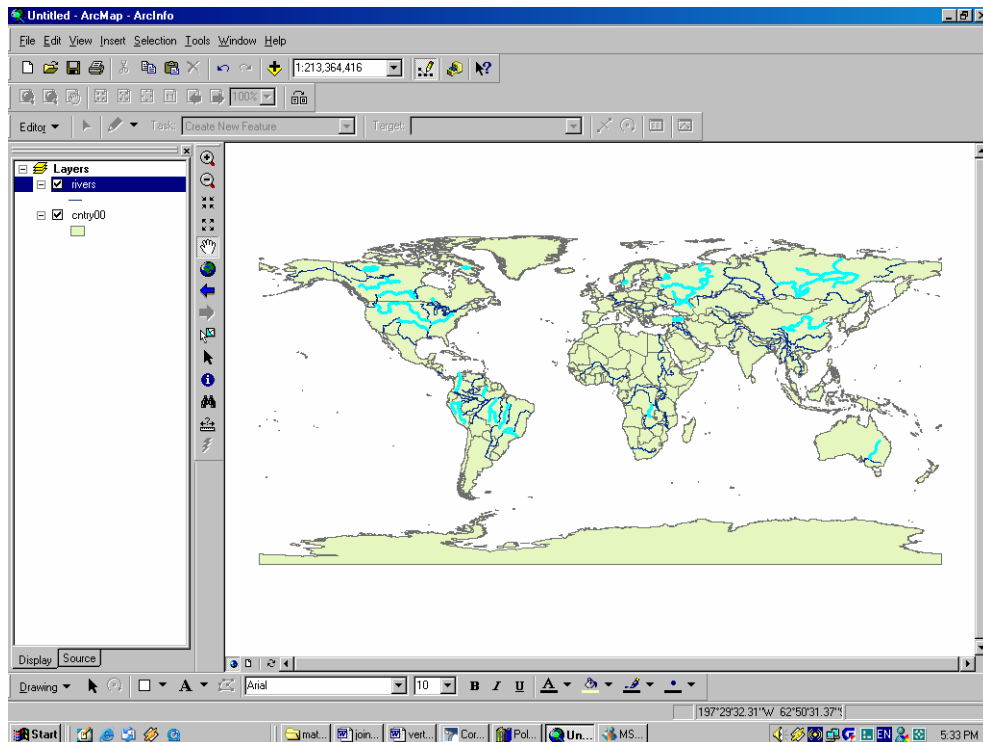 Untitled - ArcMap - ArcInfo
File Edit View Insert Selection Tools Window Help
1:213,364,416
100%
Editor Task: Create New Feature Target:
Layers
rivers
cntry00
Display Source
Drawing A Arial 10 B I U A
197°29'32.31"W 62°50'31.37"
Start mat... join... vert... Cor... Pol... Un... MS... EN 5:33 PM